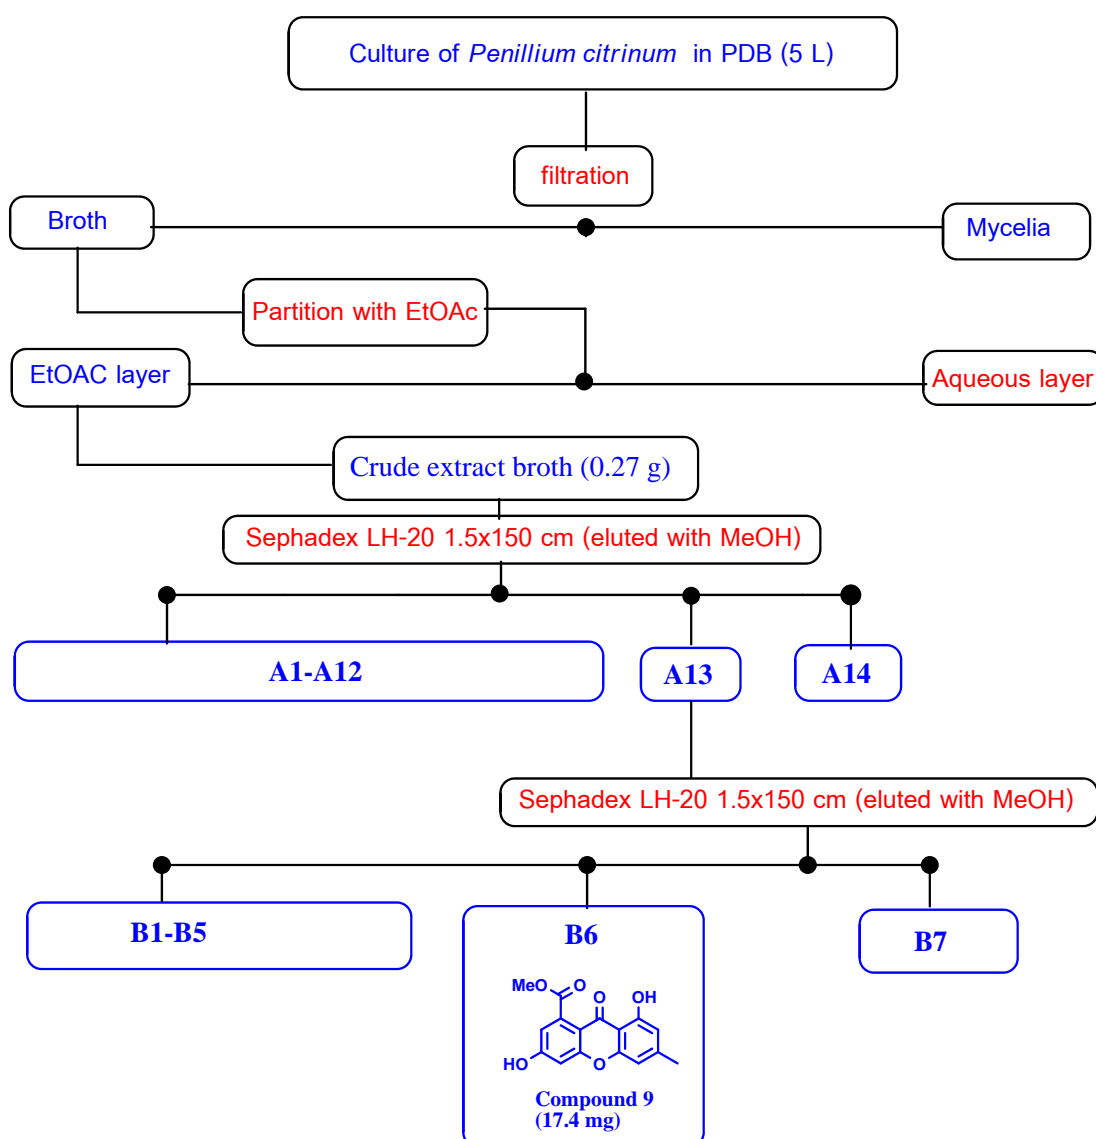 Culture of Penillium citrinum in PDB (5 L)
filtration
Broth
Mycelia
Partition with EtOAc
EtOAC layer
Aqueous layer
Crude extract broth (0.27 g)
Sephadex LH-20 1.5x150 cm (eluted with MeOH)
A1-A12
A13
A14
Sephadex LH-20 1.5x150 cm (eluted with MeOH)
B1-B5
B6
B7
MeO O O OH
HO O
Compound 9
(17.4 mg)